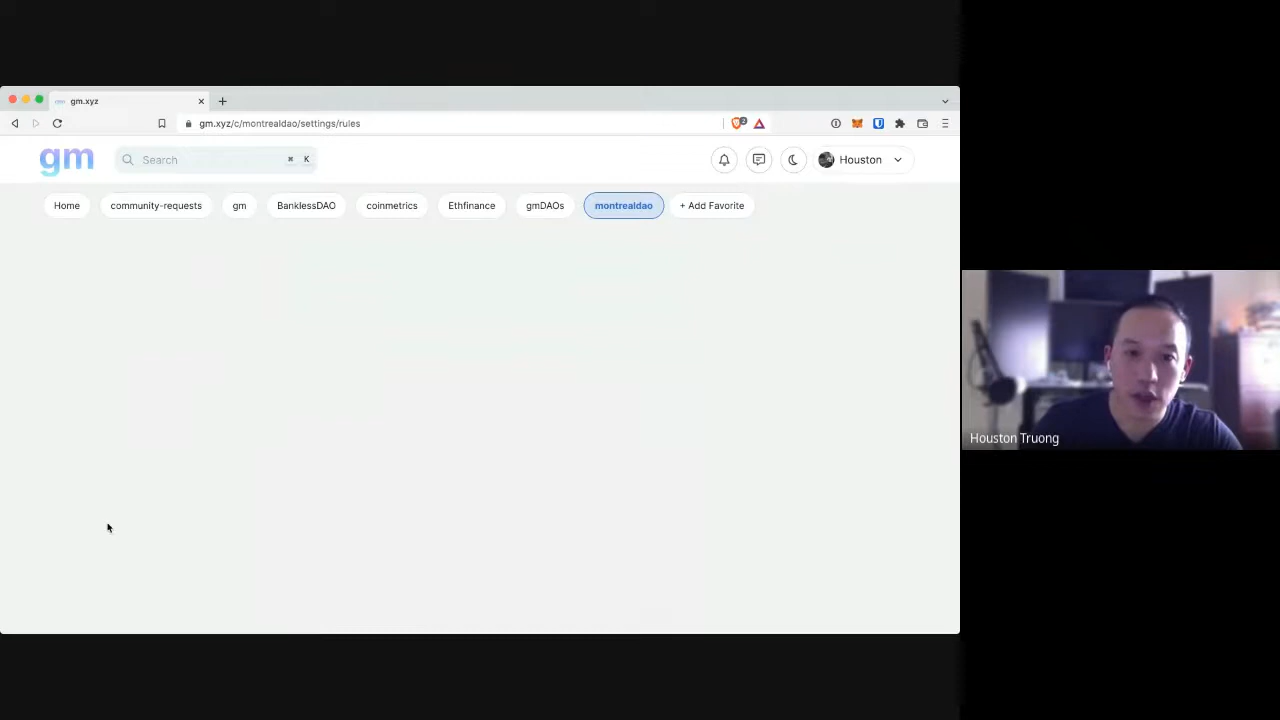 gm.xyz
gm.xyz/c/montrealdao/settings/rules
2
gm
Search
⌘ K
Houston
Home
community-requests
gm
BanklessDAO
coinmetrics
Ethfinance
gmDAOs
montrealdao
+ Add Favorite
Houston Truong